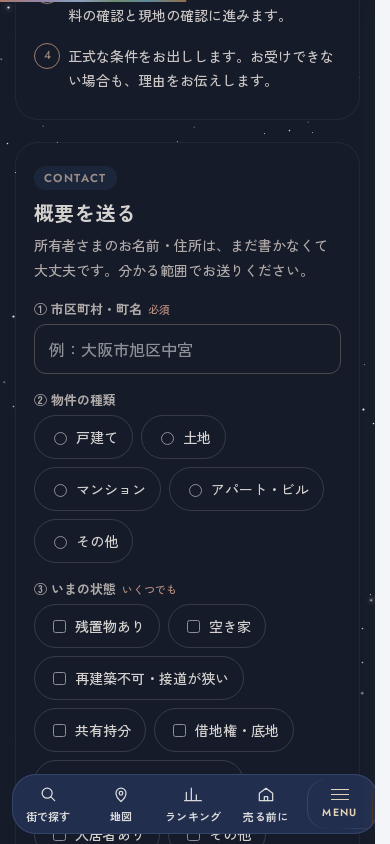 料の確認と現地の確認に進みます。
4 正式な条件をお出しします。お受けできな
い場合も、理由をお伝えします。
CONTACT
概要を送る
所有者さまのお名前・住所は、まだ書かなくて
大丈夫です。分かる範囲でお送りください。
① 市区町村・町名 必須
例：大阪市旭区中宮
② 物件の種類
戸建て 土地
マンション アパート・ビル
その他
③ いまの状態 いくつでも
残置物あり 空き家
再建築不可・接道が狭い
共有持分 借地権・底地
入居者あり その他
街で探す 地図 ランキング 売る前に MENU